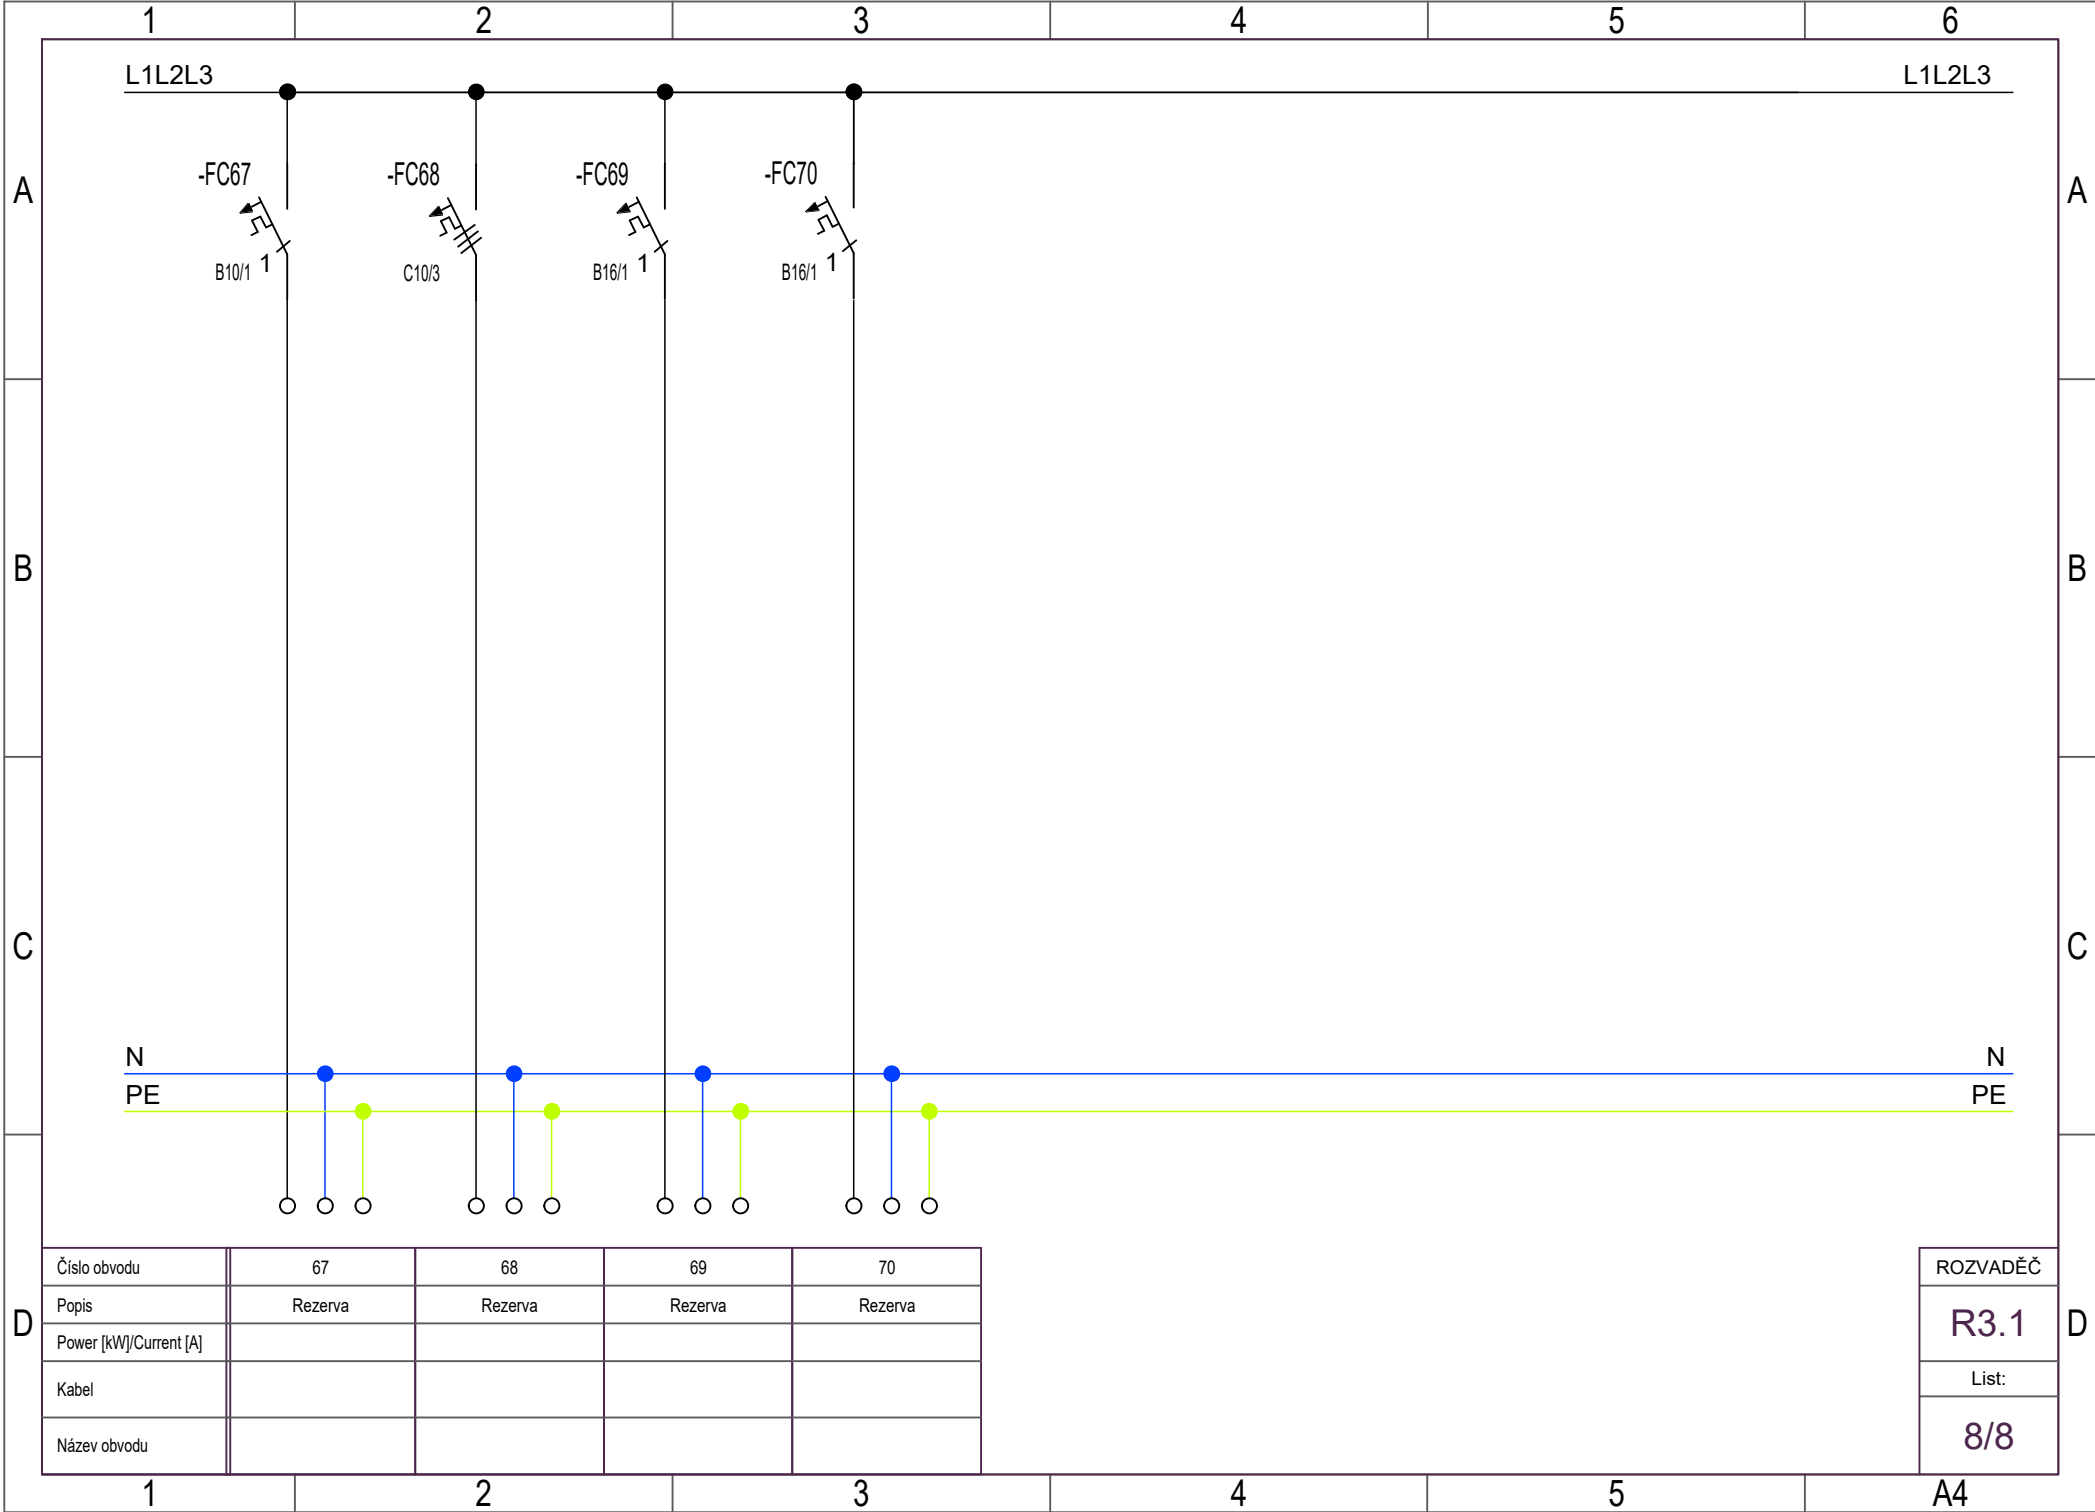 1 2 3 4 5 6
L1L2L3 L1L2L3
-FC67 -FC68 -FC69 -FC70
A A
B10/1 1 C10/3 B16/1 1 B16/1 1
B B
C C
N N
PE PE
Číslo obvodu 67 68 69 70 ROZVADĚČ
Popis Rezerva Rezerva Rezerva Rezerva
D R3.1 D
Power [kW]/Current [A]
Kabel List:
Název obvodu 8/8
1 2 3 4 5 A4